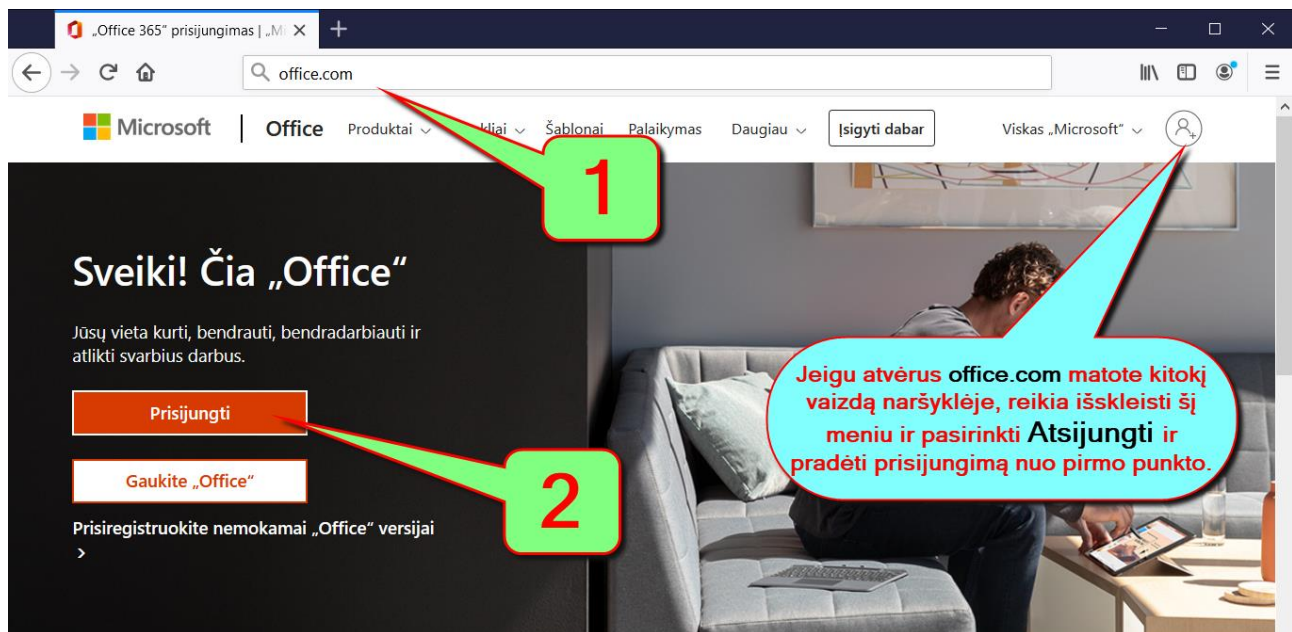 „Office 365“ prisijungimas | „Mi
office.com
Microsoft
Office Produktai Šablonai Palaikymas Daugiau Įsigyti dabar Viskas „Microsoft“
1
Sveiki! Čia „Office“
Jūsų vieta kurti, bendrauti, bendradarbiauti ir
atlikti svarbius darbus.
Prisijungti
Gaukite „Office“
2
Prisiregistruokite nemokamai „Office“ versijai
>
Jeigu atvėrus office.com matote kitokį
vaizdą naršyklėje, reikia išskleisti šį
meniu ir pasirinkti Atsijungti ir
pradėti prisijungimą nuo pirmo punkto.